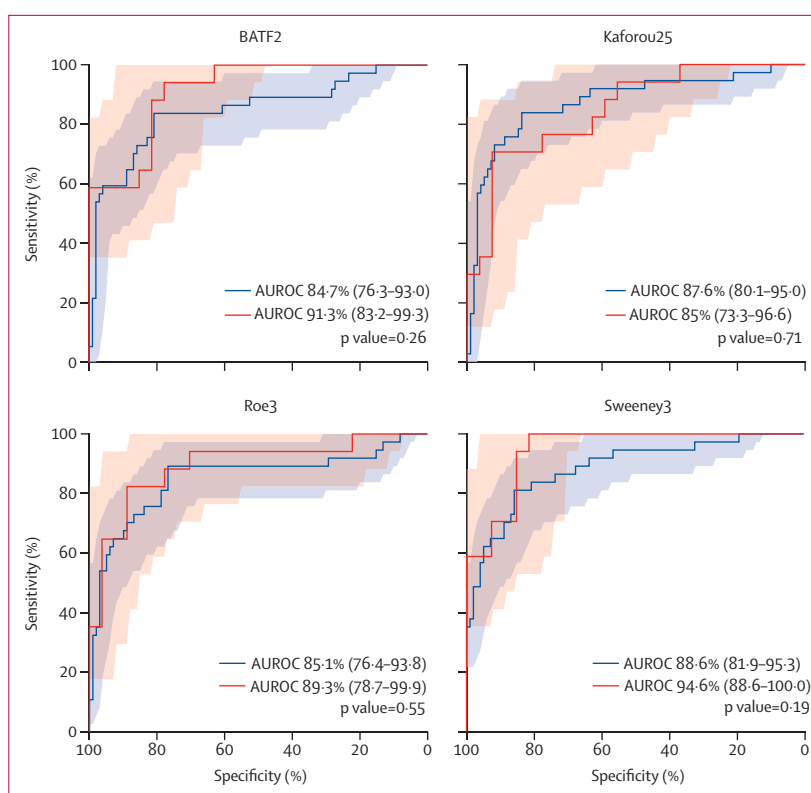 BATF2
Kaforou25
100
80
60
40
20
0
Sensitivity (%)
AUROC 84·7% (76·3–93·0)
AUROC 91·3% (83·2–99·3)
p value=0·26
AUROC 87·6% (80·1–95·0)
AUROC 85% (73·3–96·6)
p value=0·71
Roe3
Sweeney3
100
80
60
40
20
0
Sensitivity (%)
AUROC 85·1% (76·4–93·8)
AUROC 89·3% (78·7–99·9)
p value=0·55
100 80 60 40 20 0
Specificity (%)
AUROC 88·6% (81·9–95·3)
AUROC 94·6% (88·6–100·0)
p value=0·19
100 80 60 40 20 0
Specificity (%)